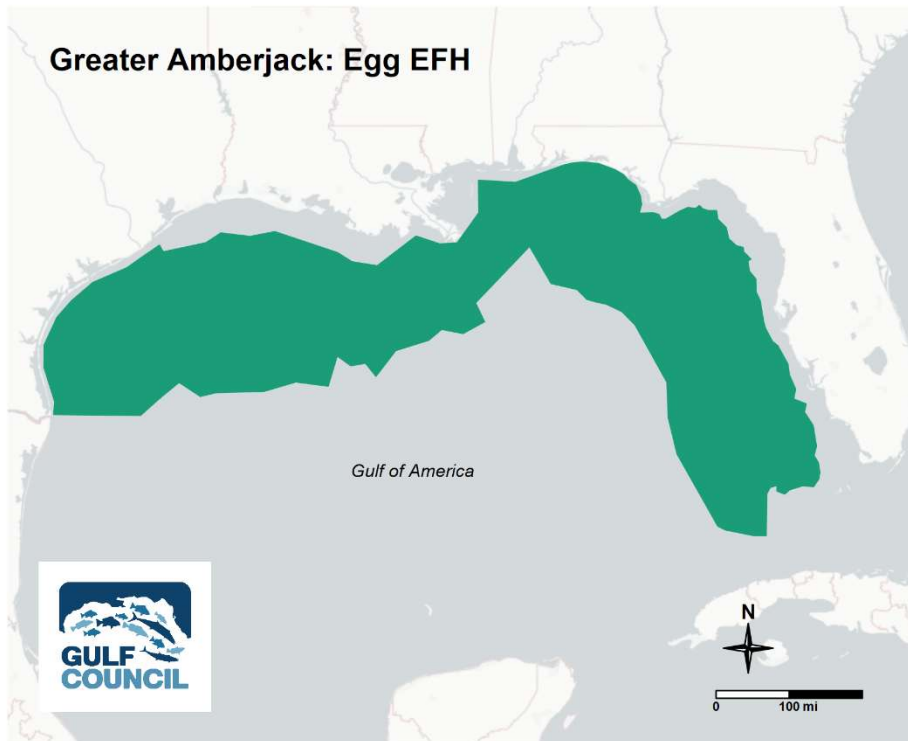 Greater Amberjack: Egg EFH
Gulf of America
GULF
COUNCIL
N
0 100 mi